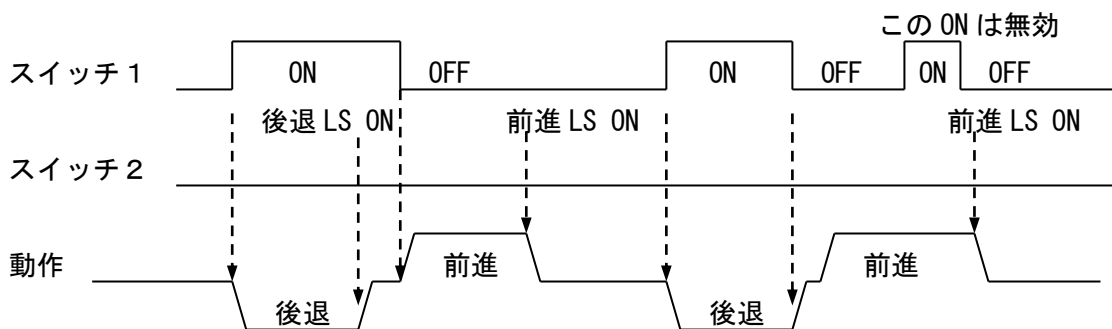 この ON は無効
スイッチ１ ON OFF ON OFF ON OFF
後退 LS ON 前進 LS ON 前進 LS ON
スイッチ２
動作 前進 前進
後退 後退